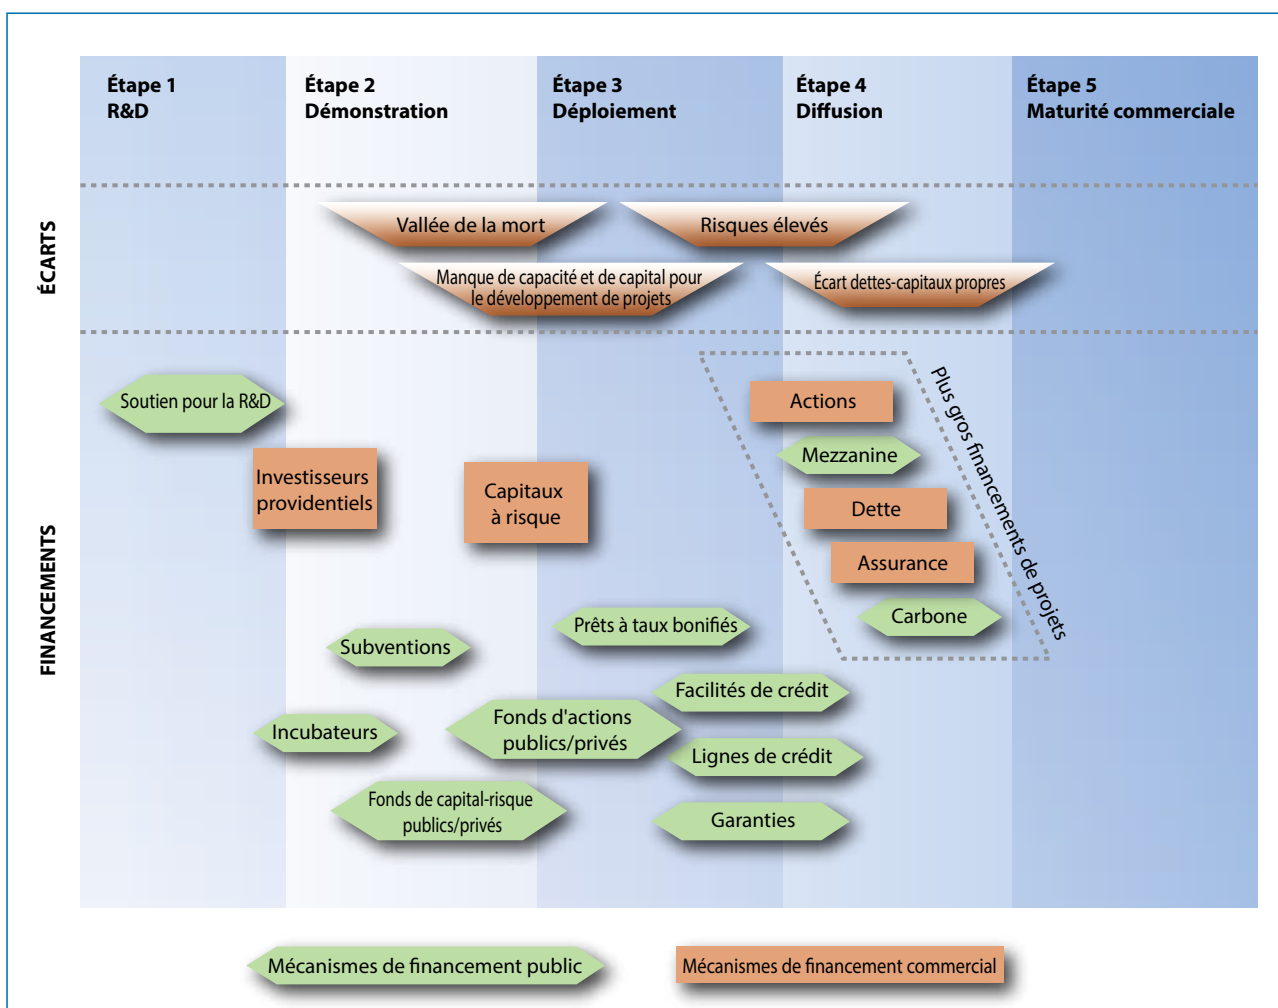 Étape 1
R&D
Étape 2
Démonstration
Étape 3
Déploiement
Étape 4
Diffusion
Étape 5
Maturité commerciale
ÉCARTS
Vallée de la mort
Risques élevés
Manque de capacité et de capital pour
le développement de projets
Écart dettes-capitaux propres
FINANCEMENTS
Soutien pour la R&D
Investisseurs
providentiels
Capitaux
à risque
Actions
Mezzanine
Dette
Assurance
Carbone
Plus gros financements de projets
Prêts à taux bonifiés
Subventions
Facilités de crédit
Incubateurs
Fonds d'actions
publics/privés
Lignes de crédit
Fonds de capital-risque
publics/privés
Garanties
Mécanismes de financement public
Mécanismes de financement commercial